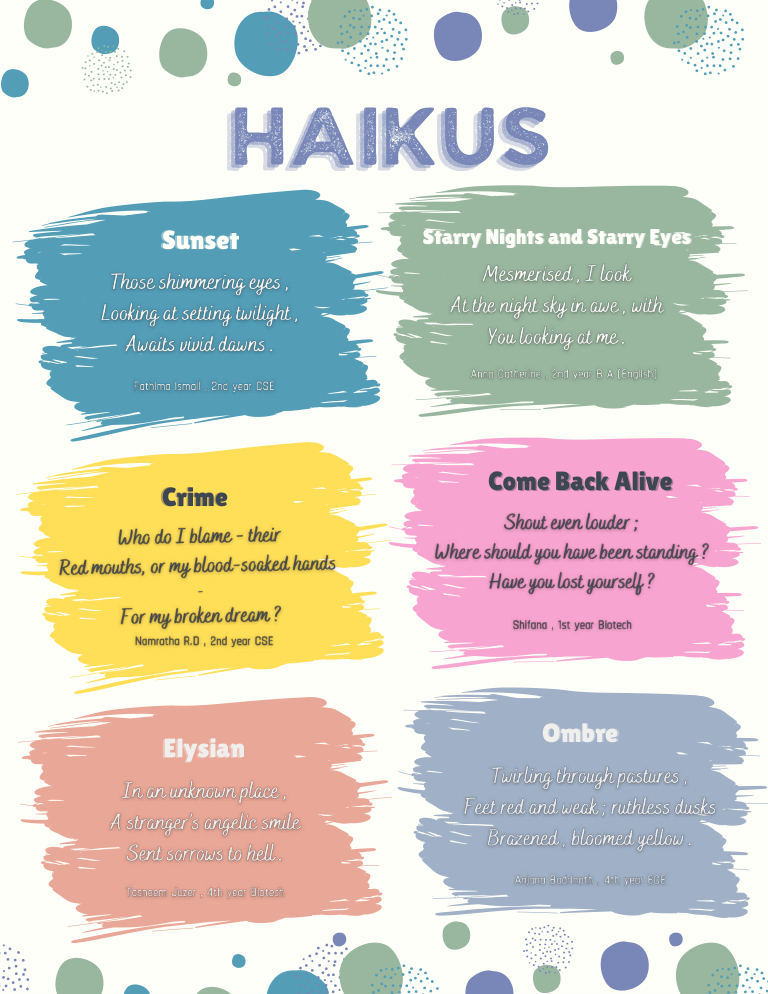 HAIKUS
Sunset
Those shimmering eyes ,
Looking at setting twilight ,
Awaits vivid dawns .
Fathima Ismail , 2nd year CSE
Starry Nights and Starry Eyes
Mesmerised , I look
At the night sky in awe , with
You looking at me .
Anna Catherine , 2nd year B.A (English)
Crime
Who do I blame - their
Red mouths, or my blood-soaked hands
-
For my broken dream ?
Namratha R.D , 2nd year CSE
Come Back Alive
Shout even louder ;
Where should you have been standing ?
Have you lost yourself ?
Shifana , 1st year Biotech
Elysian
In an unknown place ,
A stranger's angelic smile
Sent sorrows to hell .
Tasneem Juzer , 4th year Biotech
Ombre
Twirling through pastures ,
Feet red and weak ; ruthless dusks
Brazened , bloomed yellow .
4th year ECE